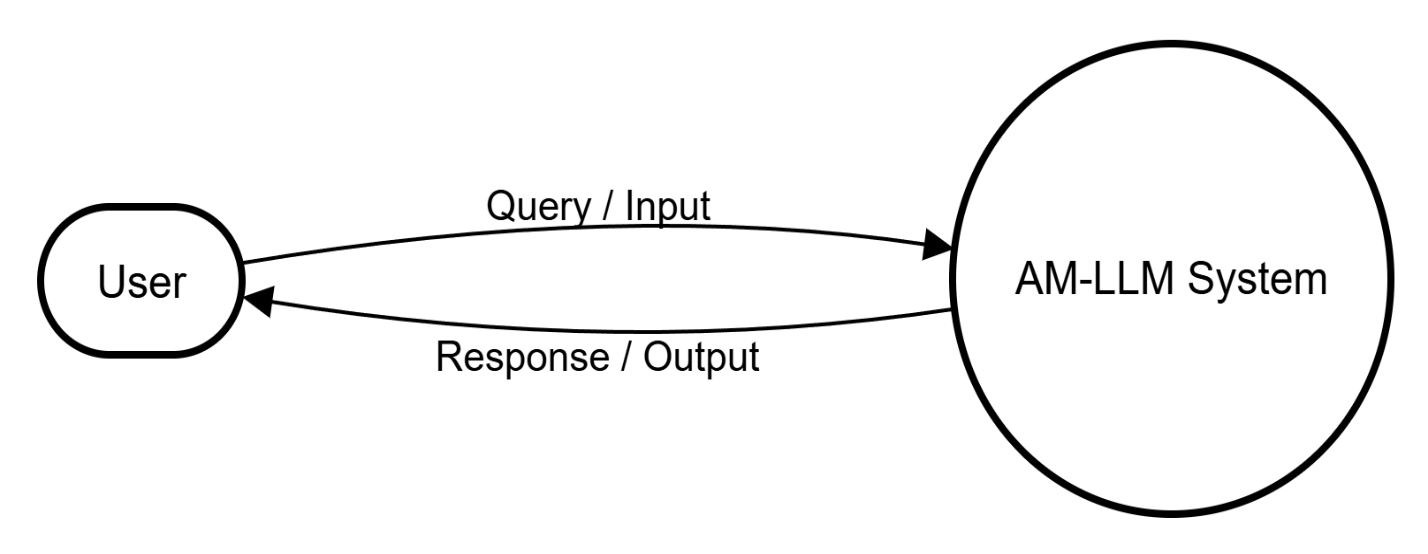 Query / Input
User
AM-LLM System
Response / Output